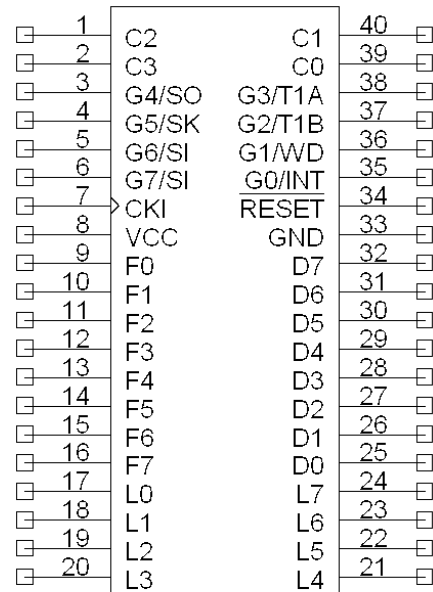 1 C2 C1 40
2 C3 C0 39
3 G4/SO G3/T1A 38
4 G5/SK G2/T1B 37
5 G6/SI G1/WD 36
6 G7/SI G0/INT 35
7 CKI RESET 34
8 VCC GND 33
9 F0 D7 32
10 F1 D6 31
11 F2 D5 30
12 F3 D4 29
13 F4 D3 28
14 F5 D2 27
15 F6 D1 26
16 F7 D0 25
17 L0 L7 24
18 L1 L6 23
19 L2 L5 22
20 L3 L4 21